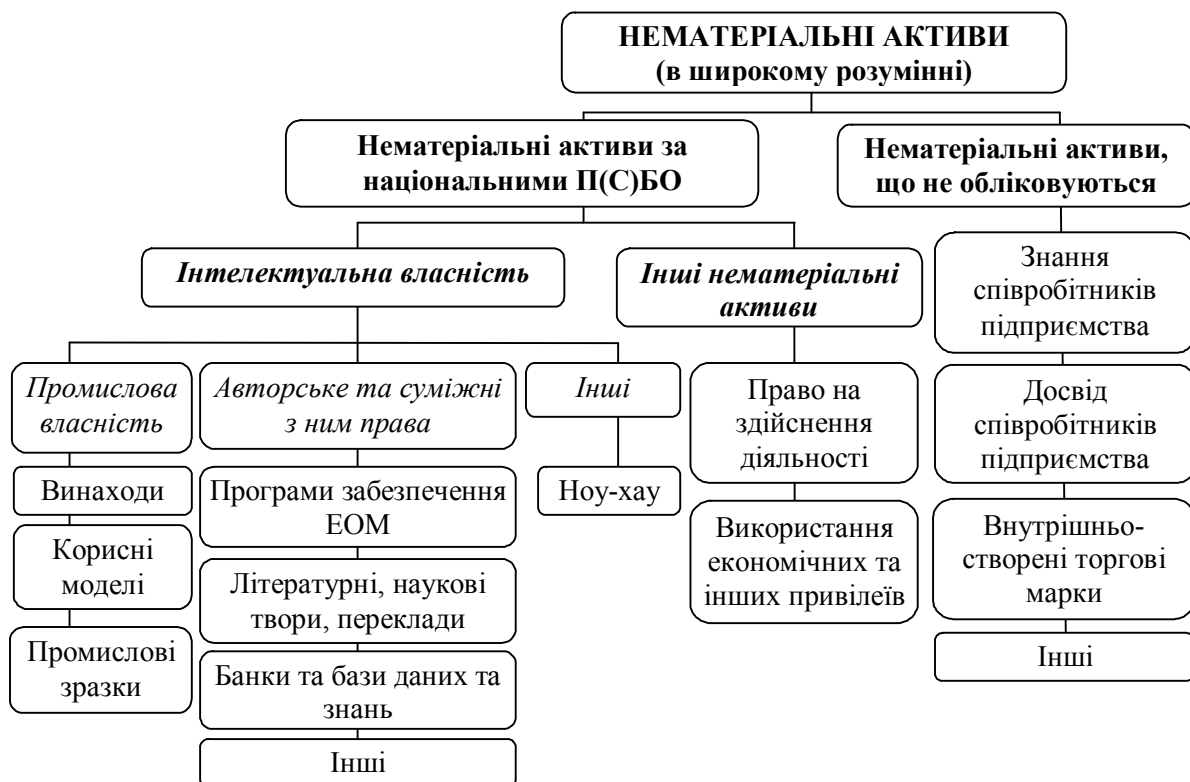 НЕМАТЕРІАЛЬНІ АКТИВИ
(в широкому розумінні)
Нематеріальні активи за
національними П(С)БО
Нематеріальні активи,
що не обліковуються
Інтелектуальна власність
Інші нематеріальні
активи
Знання
співробітників
підприємства
Промислова
власність
Авторське та суміжні
з ним права
Інші
Право на
здійснення
діяльності
Досвід
співробітників
підприємства
Винаходи
Програми забезпечення
ЕОМ
Ноу-хау
Використання
економічних та
інших привілеїв
Внутрішньо-
створені торгові
марки
Корисні
моделі
Літературні, наукові
твори, переклади
Інші
Промислові
зразки
Банки та бази даних та
знань
Інші